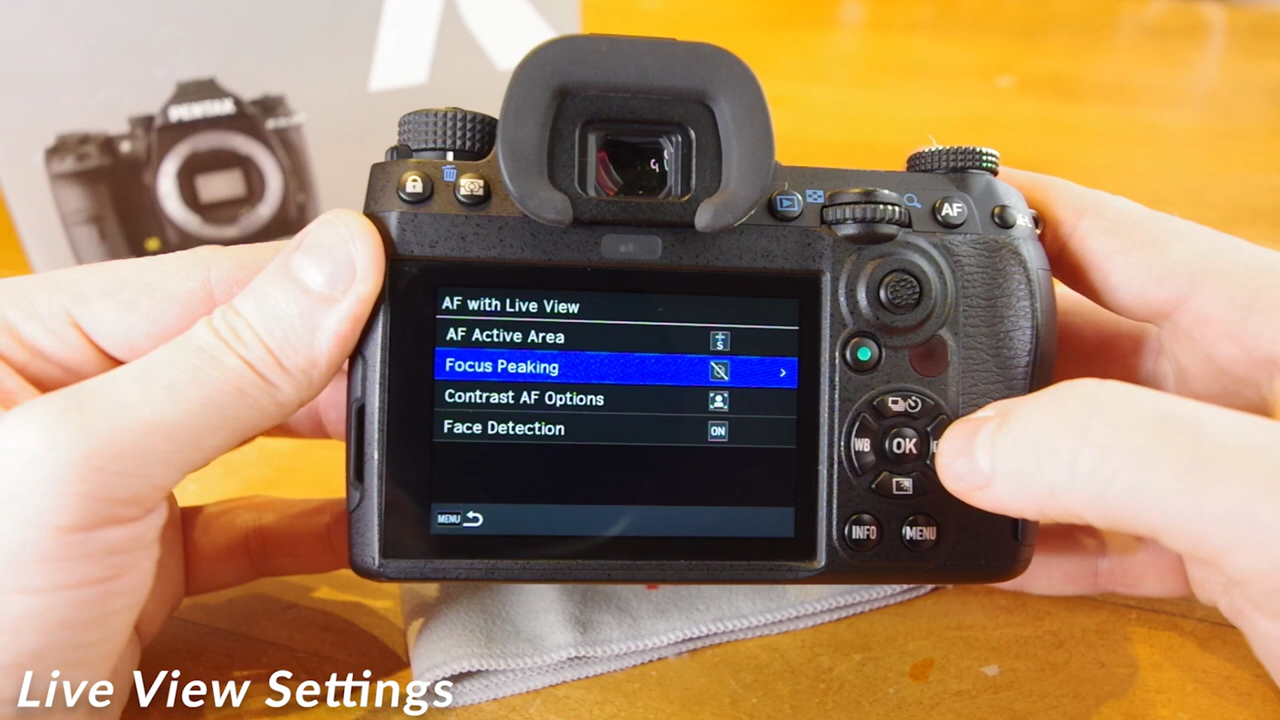 PENTAX
AF
AF with Live View
AF Active Area
S
Focus Peaking
Contrast AF Options
Face Detection
ON
MENU
WB
OK
INFO
MENU
Live View Settings